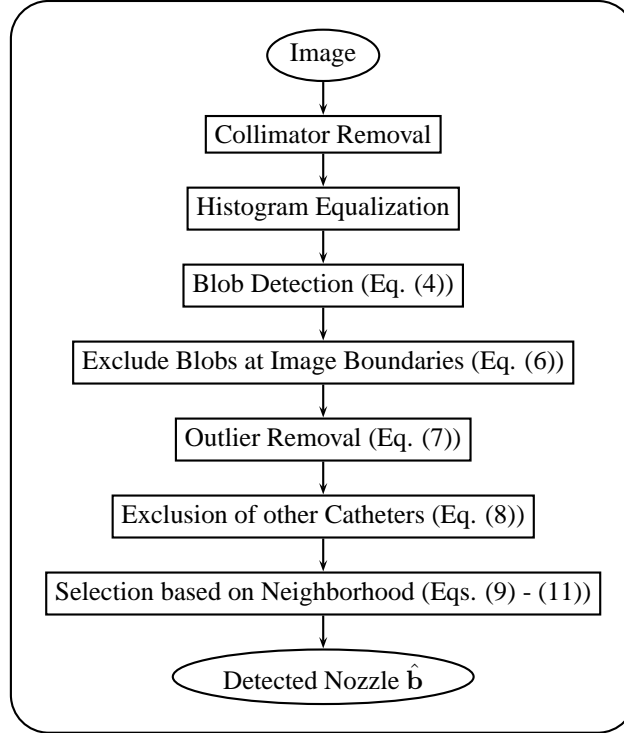 Image
Collimator Removal
Histogram Equalization
Blob Detection (Eq. (4))
Exclude Blobs at Image Boundaries (Eq. (6))
Outlier Removal (Eq. (7))
Exclusion of other Catheters (Eq. (8))
Selection based on Neighborhood (Eqs. (9) - (11))
Detected Nozzle b̂